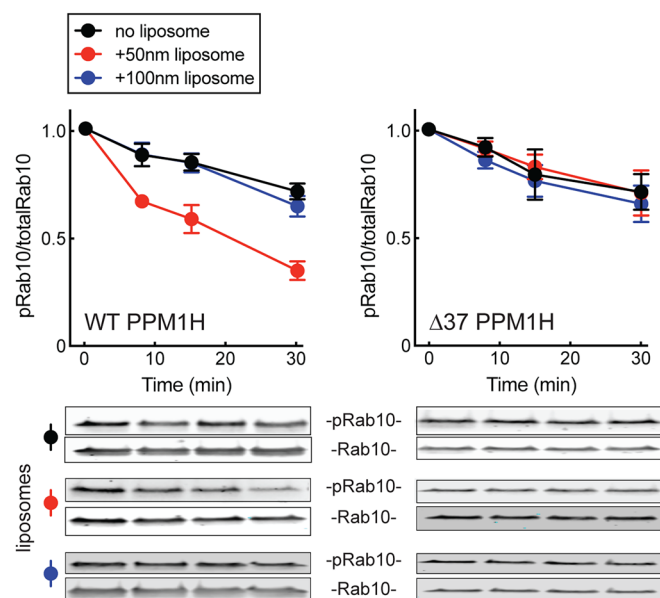 no liposome
+50nm liposome
+100nm liposome
pRab10/totalRab10
1.0
0.5
0
WT PPM1H
0 10 20 30
Time (min)
pRab10/totalRab10
1.0
0.5
0
Δ37 PPM1H
0 10 20 30
Time (min)
liposomes
-pRab10-
-Rab10-
-pRab10-
-Rab10-
-pRab10-
-Rab10-